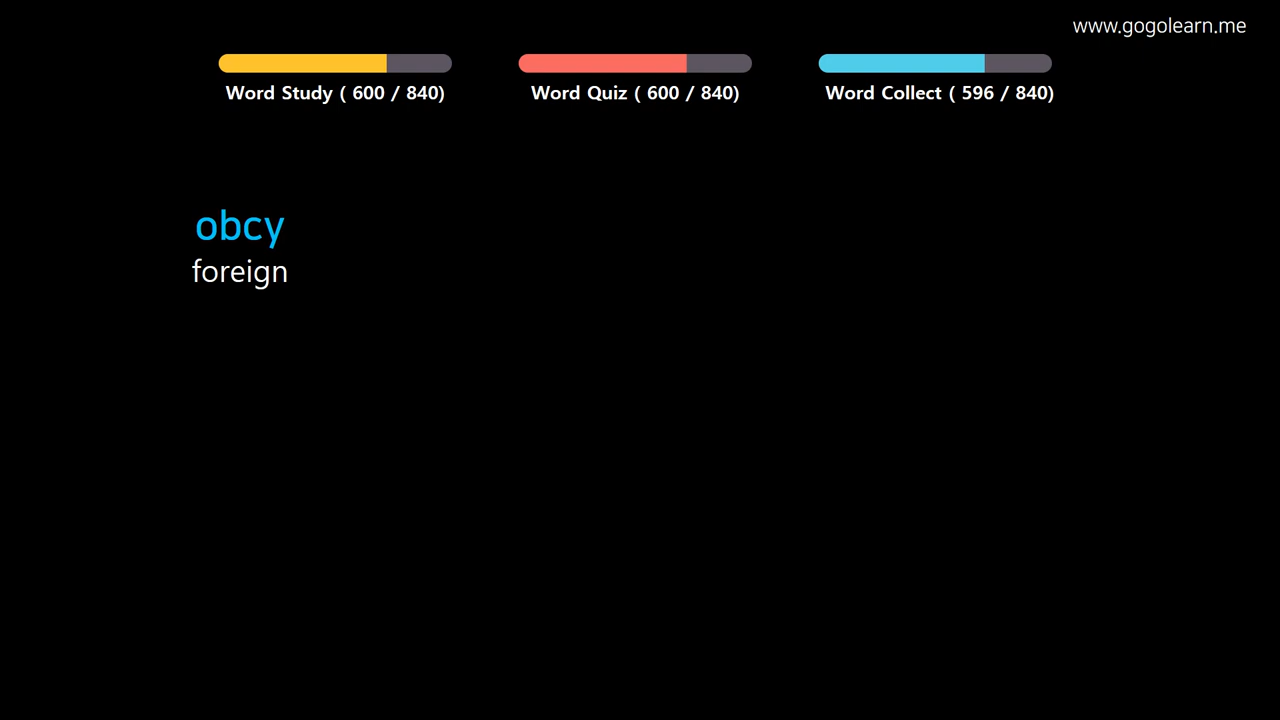 www.gogolearn.me
Word Study ( 600 / 840)
Word Quiz ( 600 / 840)
Word Collect ( 596 / 840)
obcy
foreign